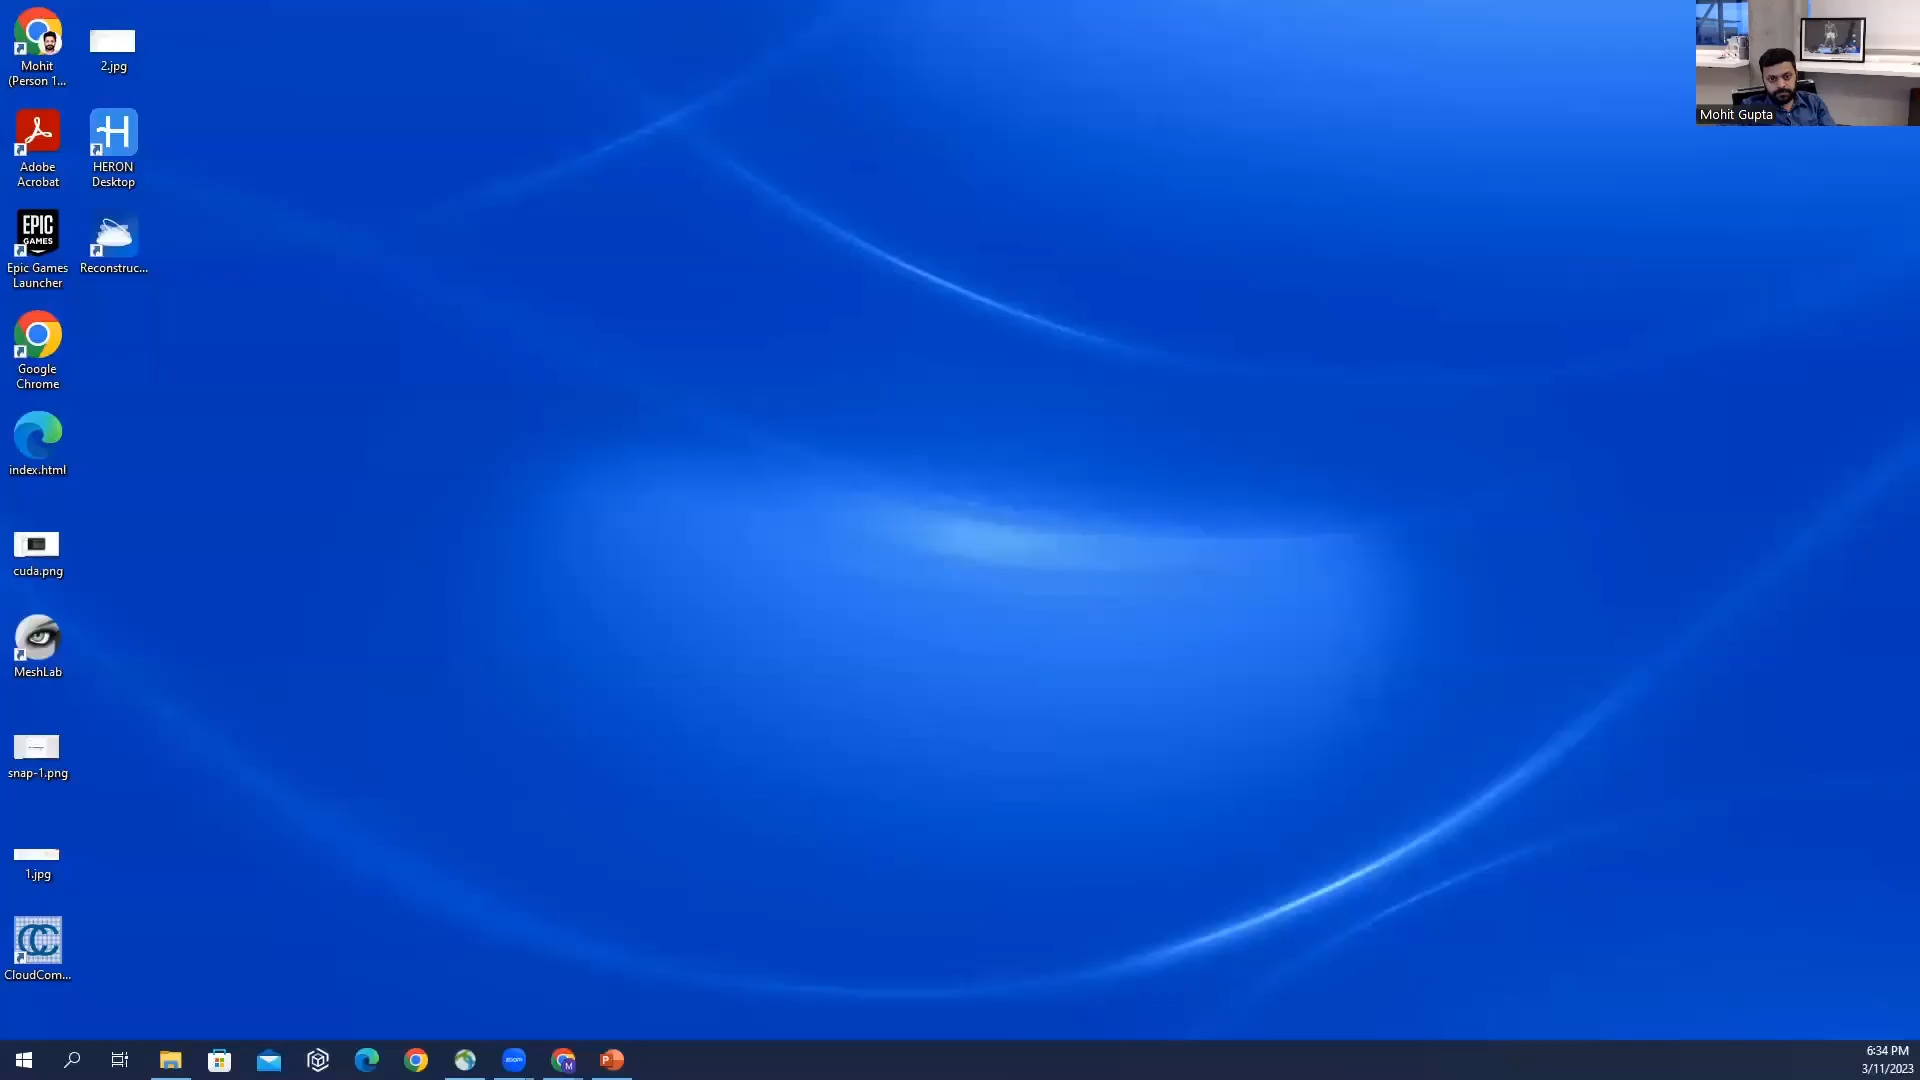 Mohit
(Person 1...
2.jpg
Adobe
Acrobat
HERON
Desktop
EPIC
GAMES
Epic Games
Launcher
Reconstruc...
Google
Chrome
index.html
cuda.png
MeshLab
snap-1.png
1.jpg
CloudCom...
Mohit Gupta
zoom
M
P
6:34 PM
3/11/2023